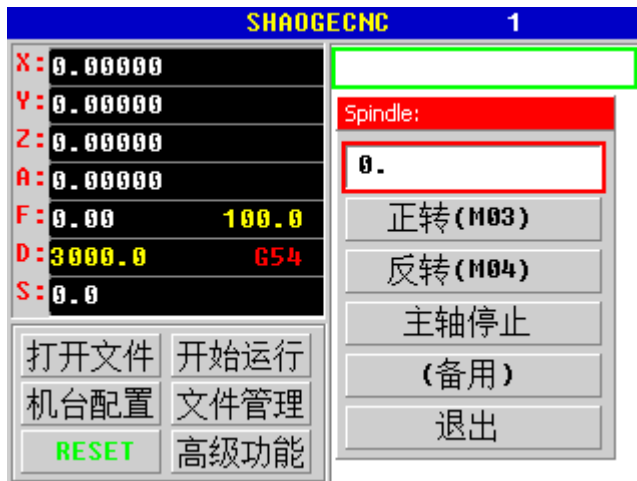 SHAOGECNC 1
X:0.00000
Y:0.00000
Z:0.00000
A:0.00000
F:0.00 100.0
D:3000.0 G54
S:0.0
打开文件 开始运行
机台配置 文件管理
RESET 高级功能
Spindle:
0.
正转(M03)
反转(M04)
主轴停止
(备用)
退出